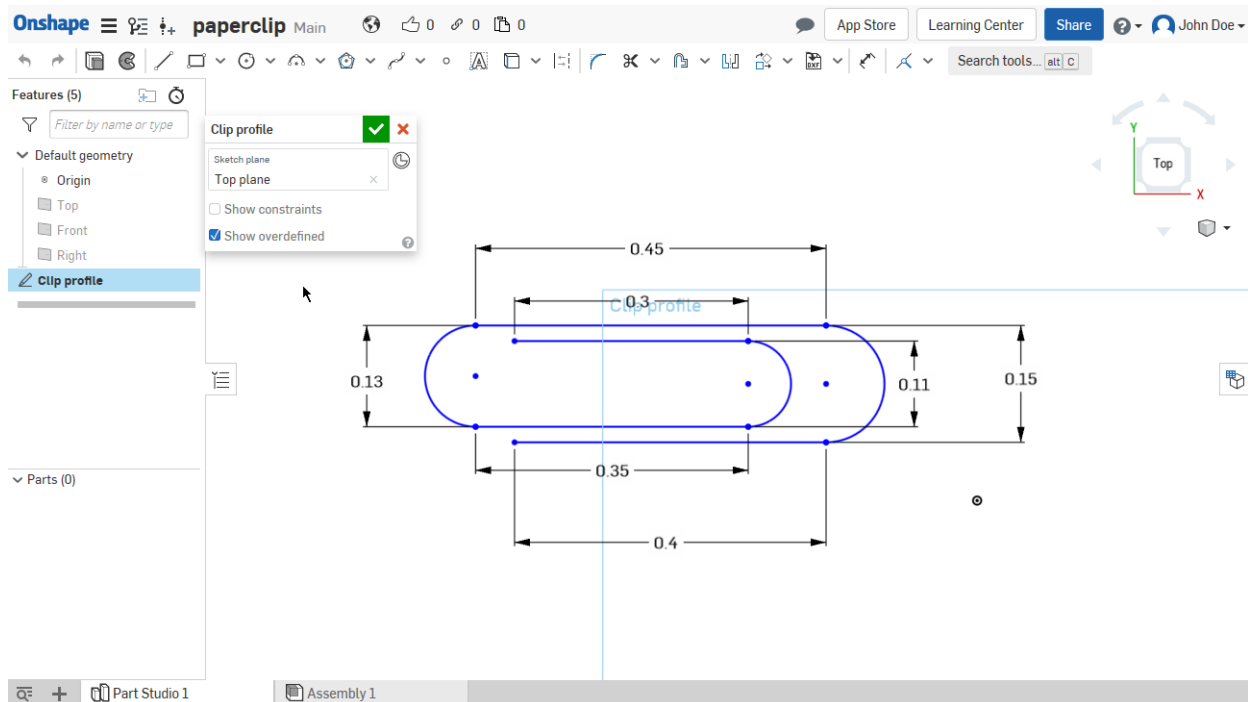 Onshape paperclip Main 0 0 0 App Store Learning Center Share John Doe
Search tools... alt C
Features (5)
Filter by name or type
Default geometry
Origin
Top
Front
Right
Clip profile
Parts (0)
Clip profile
Sketch plane
Top plane
Show constraints
Show overdefined
Y
Top
X
0.45
0.3
Clip profile
0.13
0.11
0.15
0.35
0.4
Part Studio 1
Assembly 1